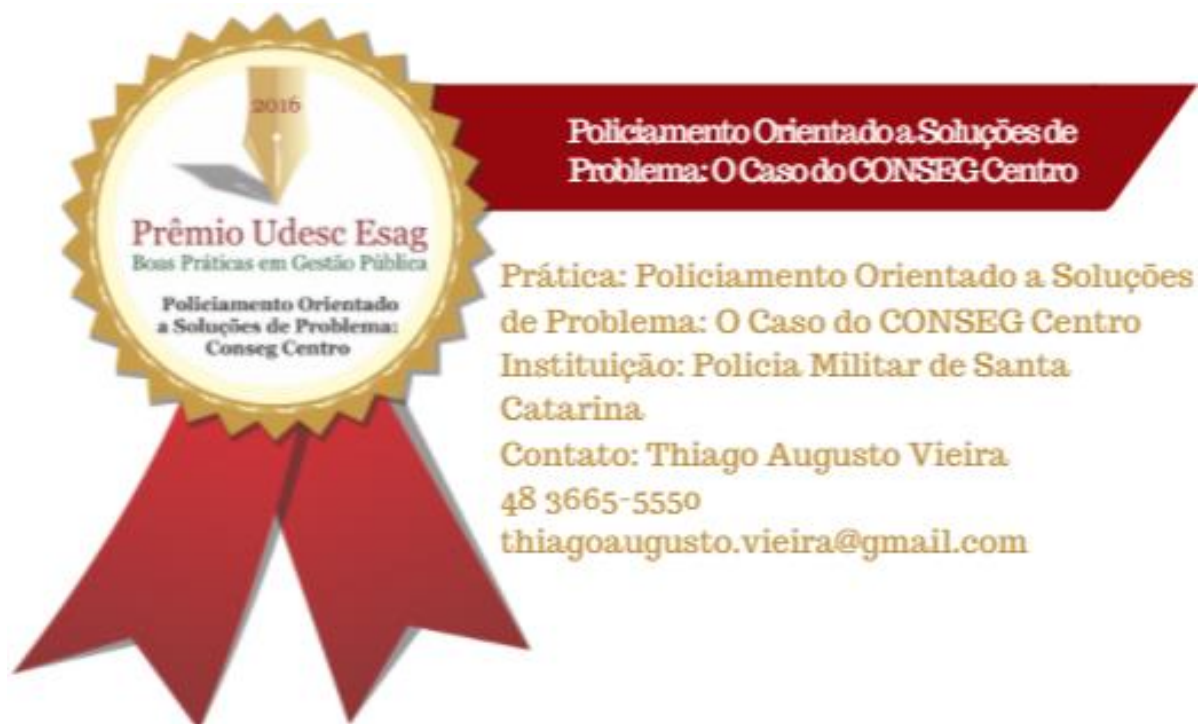 2016
Prêmio Udesc Esag
Boas Práticas em Gestão Pública
Policiamento Orientado
a Soluções de Problema:
Conseg Centro
Policiamento Orientado a Soluções de
Problema: O Caso do CONSEG Centro
Prática: Policiamento Orientado a Soluções
de Problema: O Caso do CONSEG Centro
Instituição: Policia Militar de Santa
Catarina
Contato: Thiago Augusto Vieira
48 3665-5550
thiagoaugusto.vieira@gmail.com